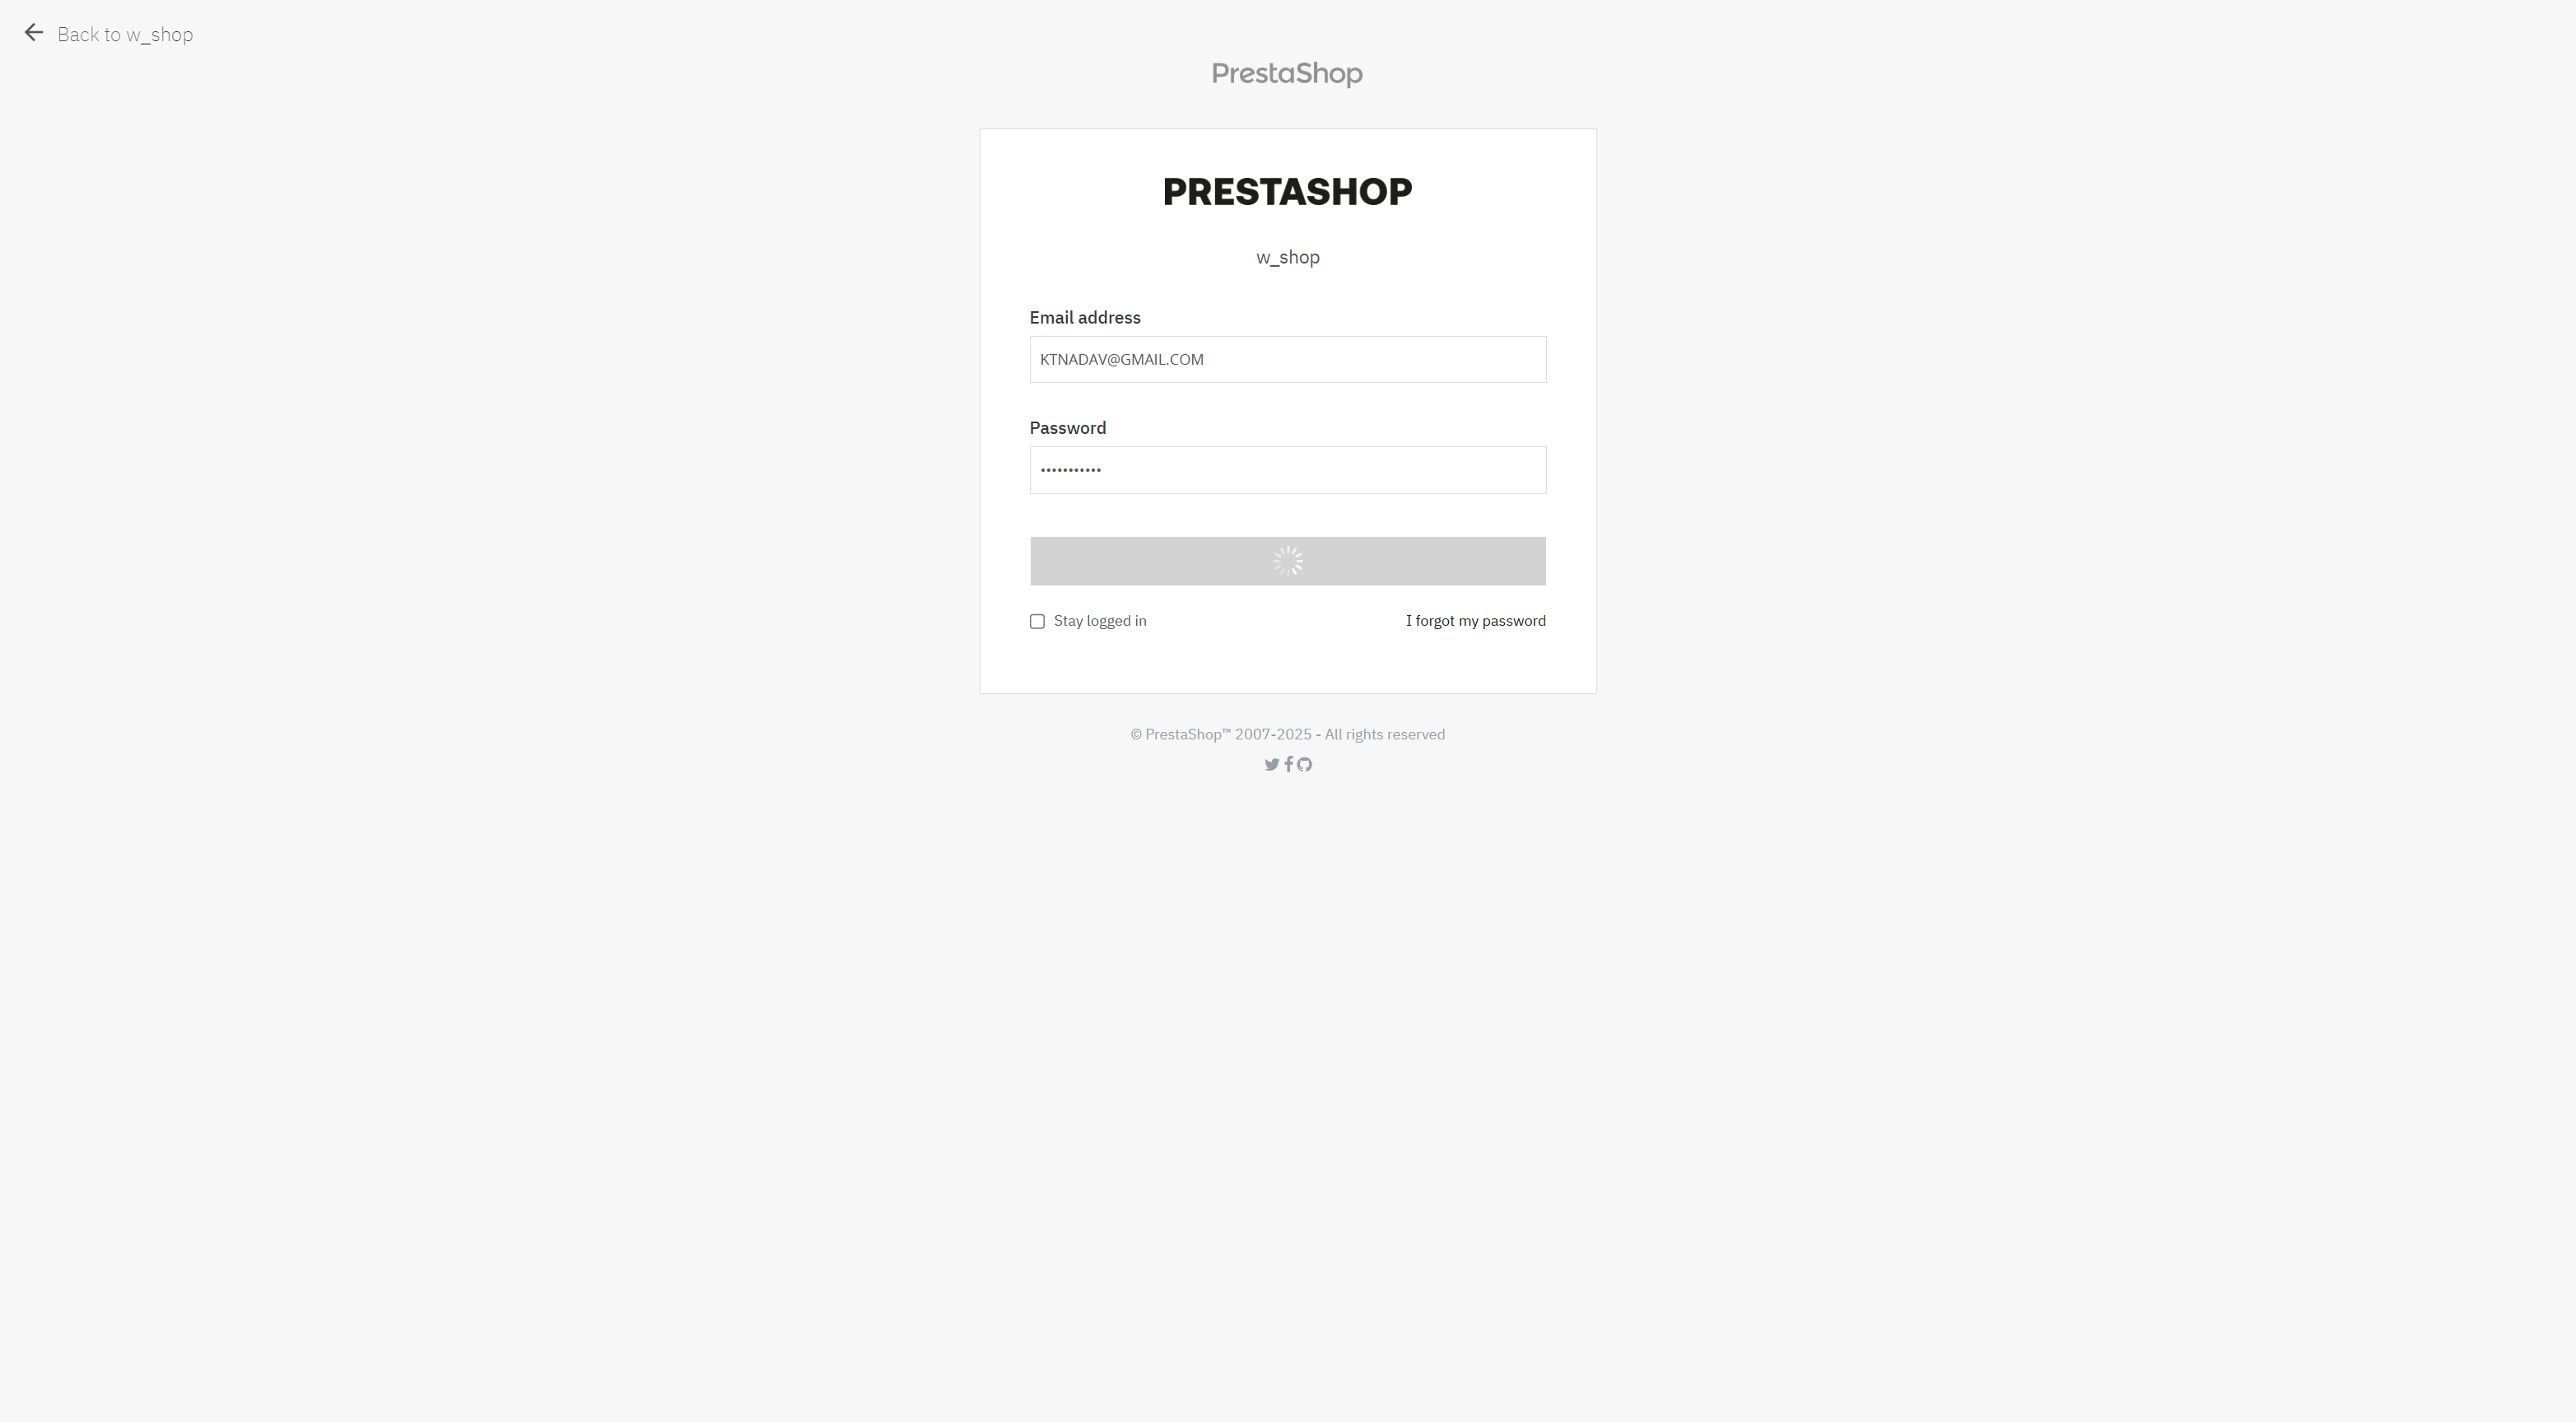 Back to w_shop
PrestaShop
PRESTASHOP
w_shop
Email address
KTNADAV@GMAIL.COM
Password
•••••••••••
Stay logged in
I forgot my password
© PrestaShop™ 2007-2025 - All rights reserved